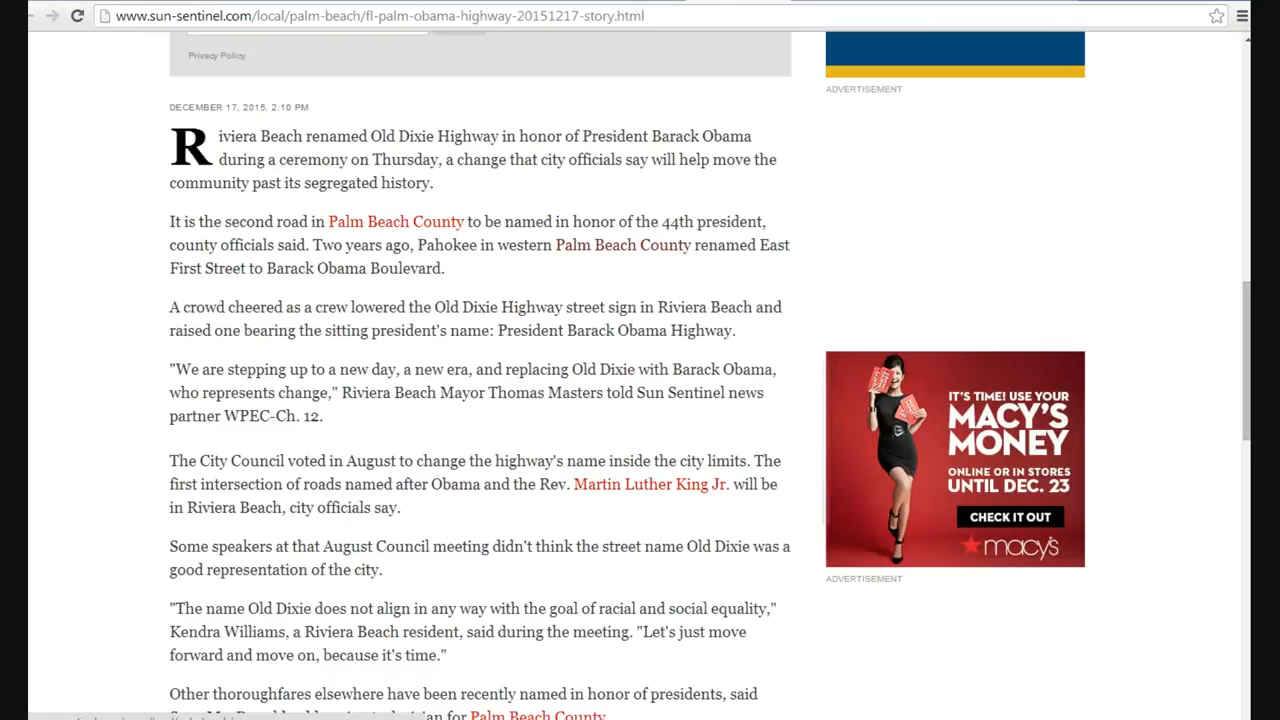 www.sun-sentinel.com/local/palm-beach/fl-palm-obama-highway-20151217-story.html
Privacy Policy
ADVERTISEMENT
DECEMBER 17, 2015, 2:10 PM
Riviera Beach renamed Old Dixie Highway in honor of President Barack Obama
during a ceremony on Thursday, a change that city officials say will help move the
community past its segregated history.
It is the second road in Palm Beach County to be named in honor of the 44th president,
county officials said. Two years ago, Pahokee in western Palm Beach County renamed East
First Street to Barack Obama Boulevard.
A crowd cheered as a crew lowered the Old Dixie Highway street sign in Riviera Beach and
raised one bearing the sitting president's name: President Barack Obama Highway.
"We are stepping up to a new day, a new era, and replacing Old Dixie with Barack Obama,
who represents change," Riviera Beach Mayor Thomas Masters told Sun Sentinel news
partner WPEC-Ch. 12.
The City Council voted in August to change the highway's name inside the city limits. The
first intersection of roads named after Obama and the Rev. Martin Luther King Jr. will be
in Riviera Beach, city officials say.
Some speakers at that August Council meeting didn't think the street name Old Dixie was a
good representation of the city.
"The name Old Dixie does not align in any way with the goal of racial and social equality,"
Kendra Williams, a Riviera Beach resident, said during the meeting. "Let's just move
forward and move on, because it's time."
Other thoroughfares elsewhere have been recently named in honor of presidents, said
for Palm Beach County
IT'S TIME! USE YOUR
MACY'S
MONEY
ONLINE OR IN STORES
UNTIL DEC. 23
CHECK IT OUT
macy's
ADVERTISEMENT